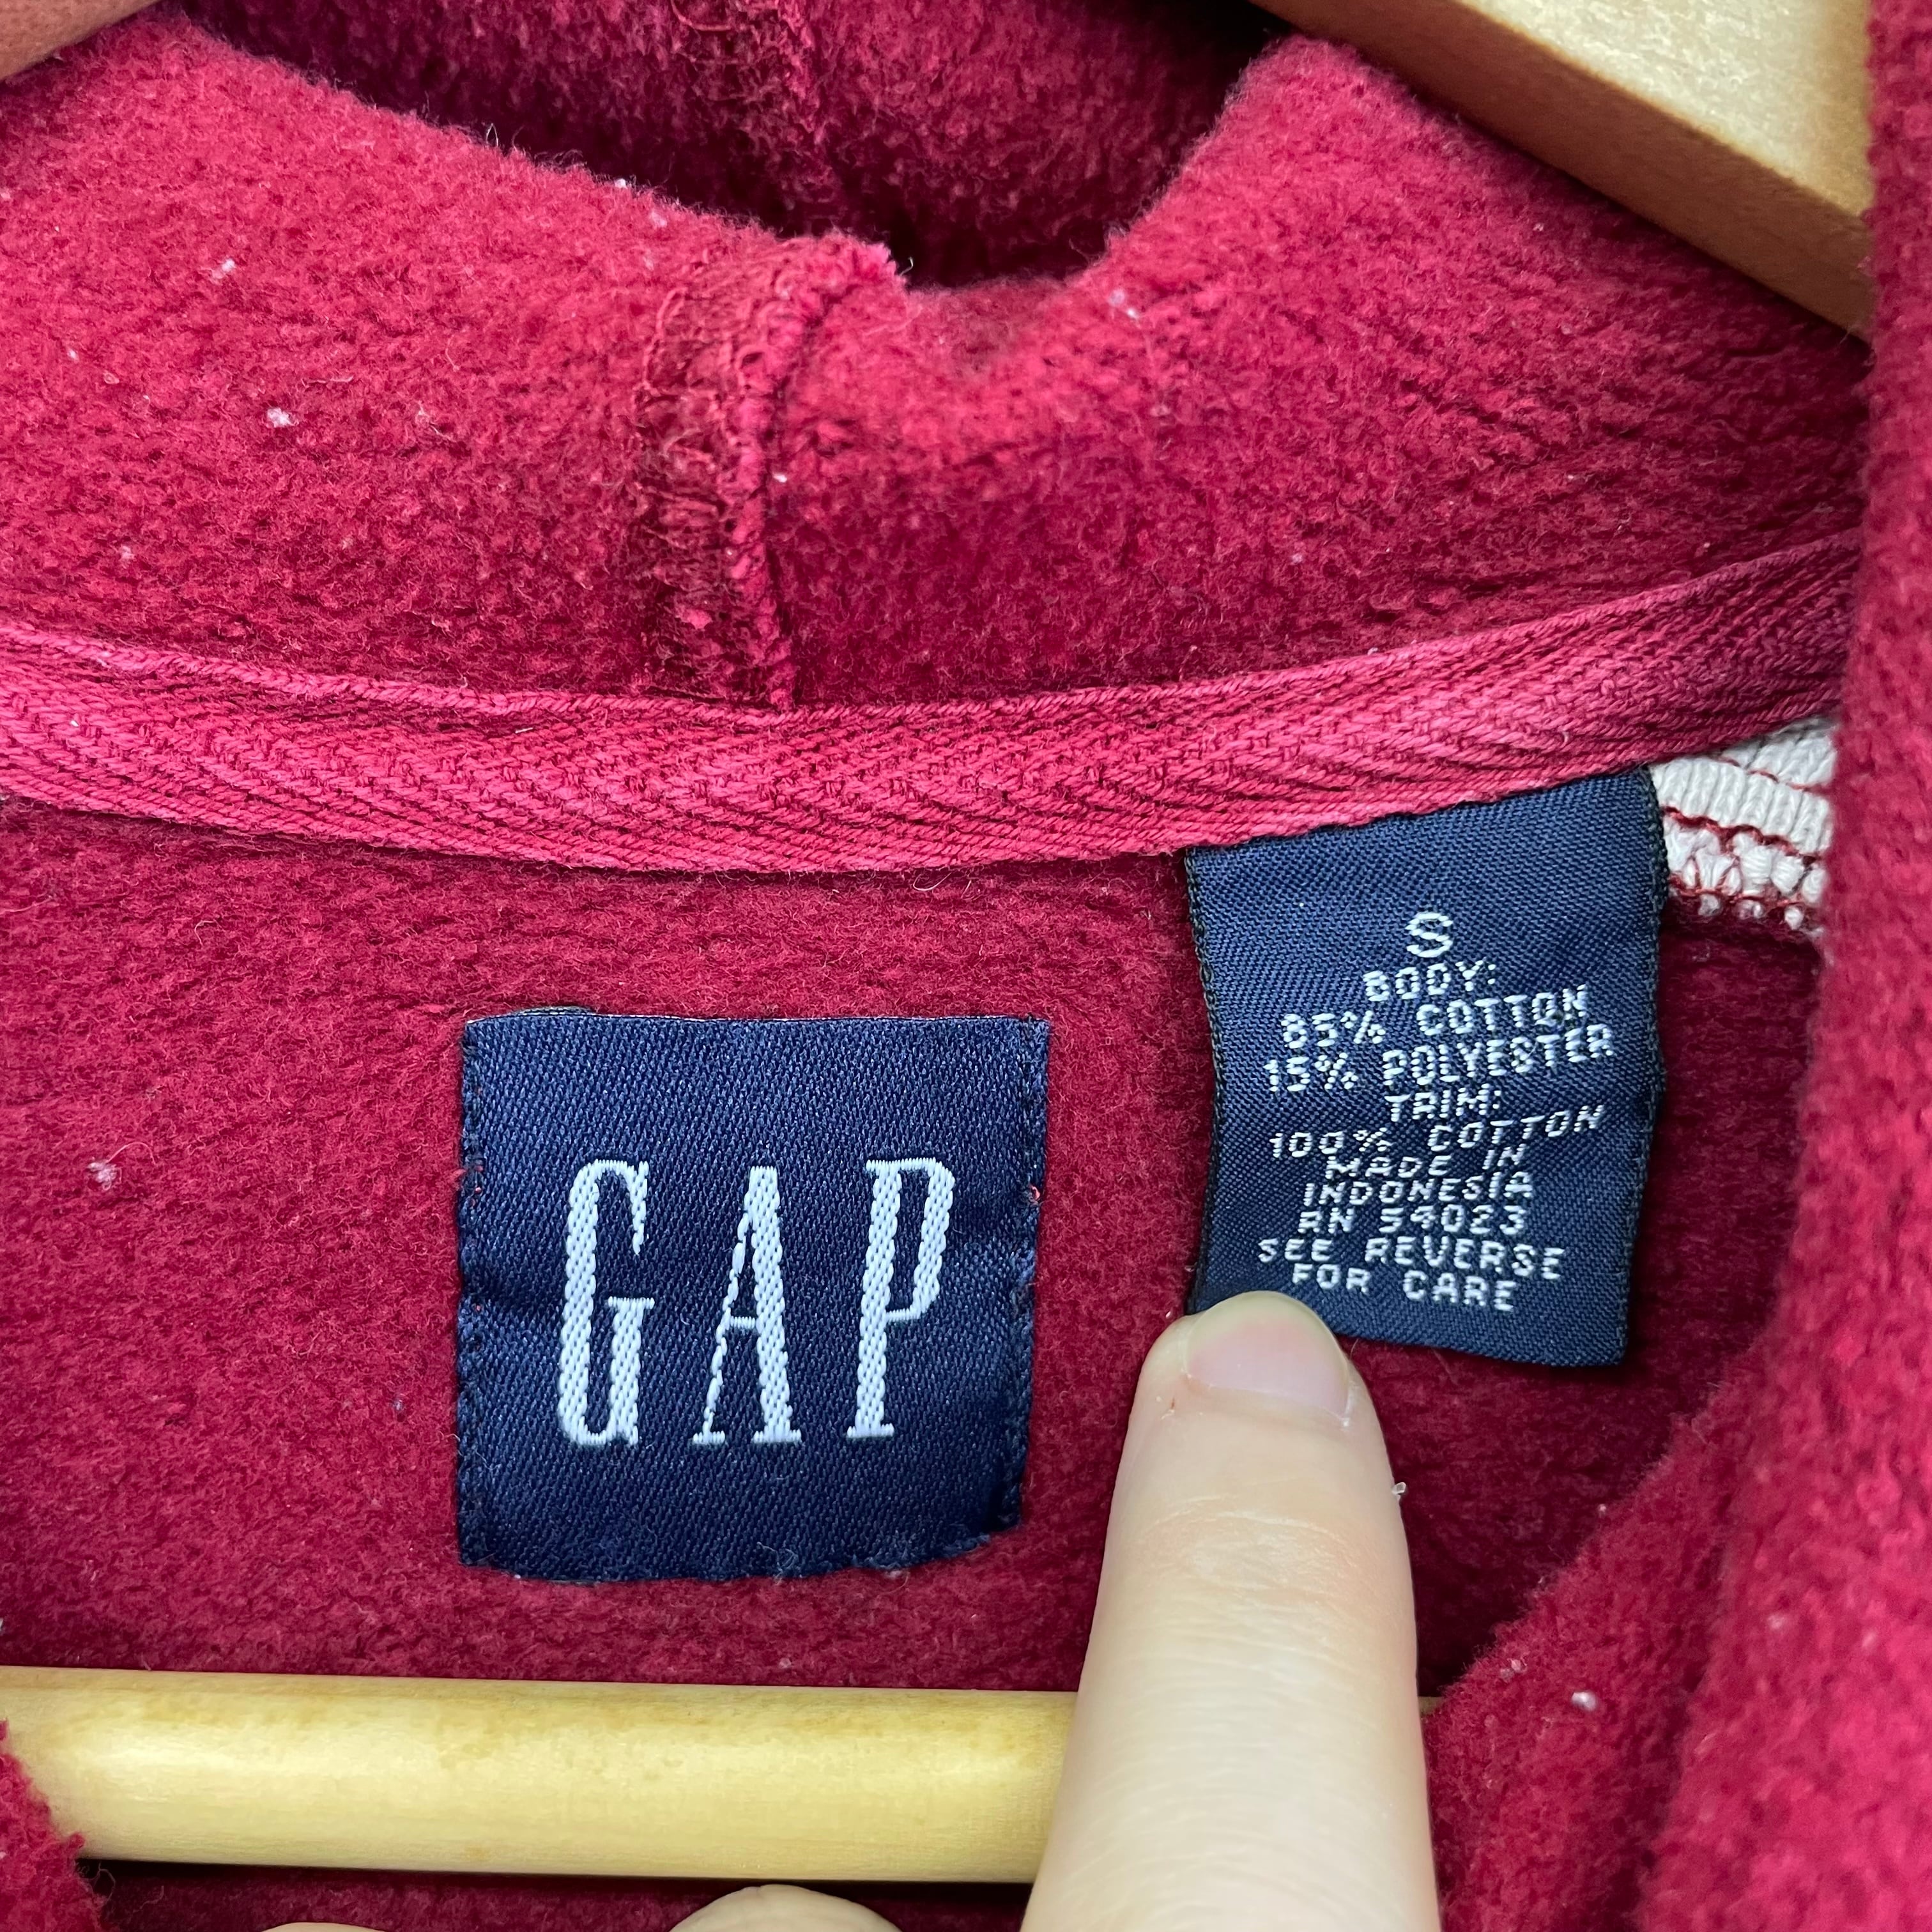 GAP
S
BODY:
85% COTTON
15% POLYESTER
TRIM:
100% COTTON
MADE IN
INDONESIA
RN 54023
SEE REVERSE
FOR CARE